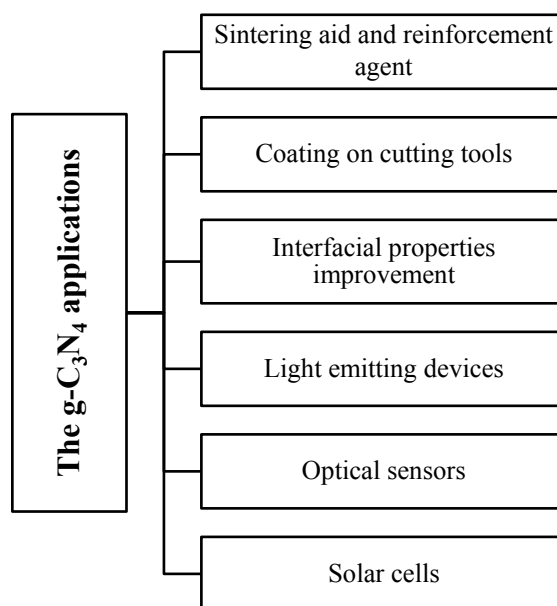 The g-C₃N₄ applications
Sintering aid and reinforcement
agent
Coating on cutting tools
Interfacial properties
improvement
Light emitting devices
Optical sensors
Solar cells